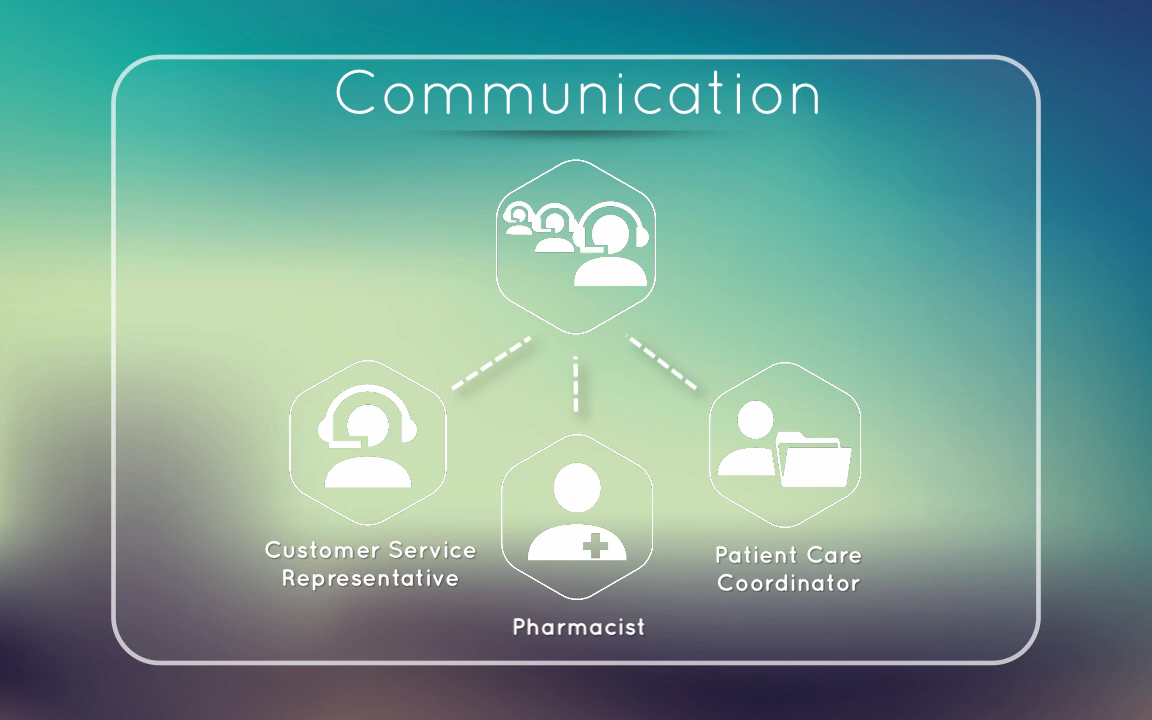 Communication
Customer Service
Representative
Pharmacist
Patient Care
Coordinator